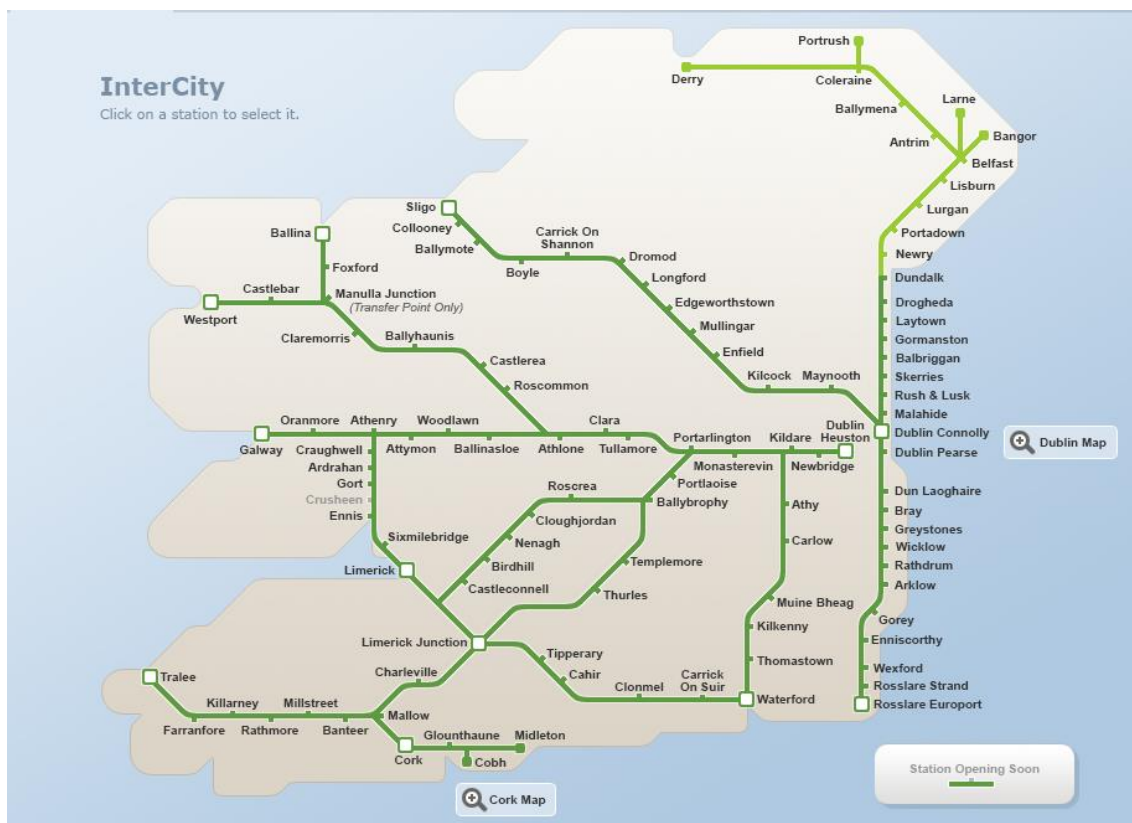 InterCity
Click on a station to select it.
Portrush
Derry
Coleraine
Ballymena
Larne
Antrim
Bangor
Belfast
Lisburn
Lurgan
Portadown
Newry
Dundalk
Drogheda
Laytown
Gormanston
Balbriggan
Skerries
Rush & Lusk
Malahide
Dublin Connolly
Dublin Pearse
Dun Laoghaire
Bray
Greystones
Wicklow
Rathdrum
Arklow
Gorey
Enniscorthy
Wexford
Rosslare Strand
Rosslare Europort
Dublin Map
Sligo
Collooney
Ballymote
Boyle
Carrick On
Shannon
Dromod
Longford
Edgeworthstown
Mullingar
Enfield
Kilcock
Maynooth
Ballina
Foxford
Castlebar
Westport
Manulla Junction
(Transfer Point Only)
Claremorris
Ballyhaunis
Castlerea
Roscommon
Galway
Oranmore
Athenry
Attymon
Woodlawn
Ballinasloe
Athlone
Clara
Tullamore
Portarlington
Monasterevin
Kildare
Newbridge
Dublin
Heuston
Craughwell
Ardrahan
Gort
Crusheen
Ennis
Sixmilebridge
Limerick
Roscrea
Cloughjordan
Nenagh
Birdhill
Castleconnell
Portlaoise
Ballybrophy
Templemore
Thurles
Athy
Carlow
Muine Bheag
Kilkenny
Thomastown
Waterford
Limerick Junction
Tipperary
Cahir
Clonmel
Carrick
On Suir
Charleville
Tralee
Farranfore
Killarney
Rathmore
Millstreet
Banteer
Mallow
Cork
Glounthaune
Midleton
Cobh
Cork Map
Station Opening Soon